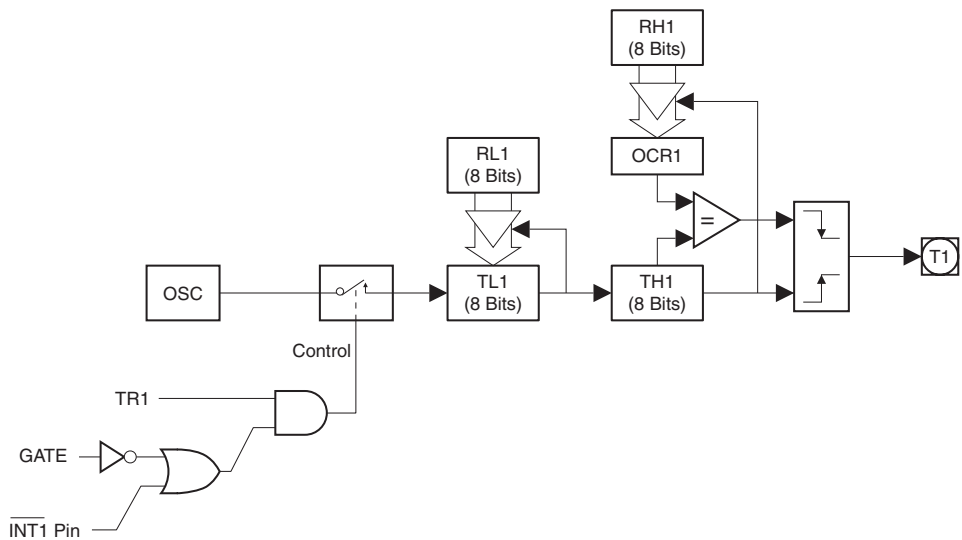 RH1
(8 Bits)
RL1
(8 Bits)
OCR1
=
OSC
TL1
(8 Bits)
TH1
(8 Bits)
T1
Control
TR1
GATE
INT1 Pin